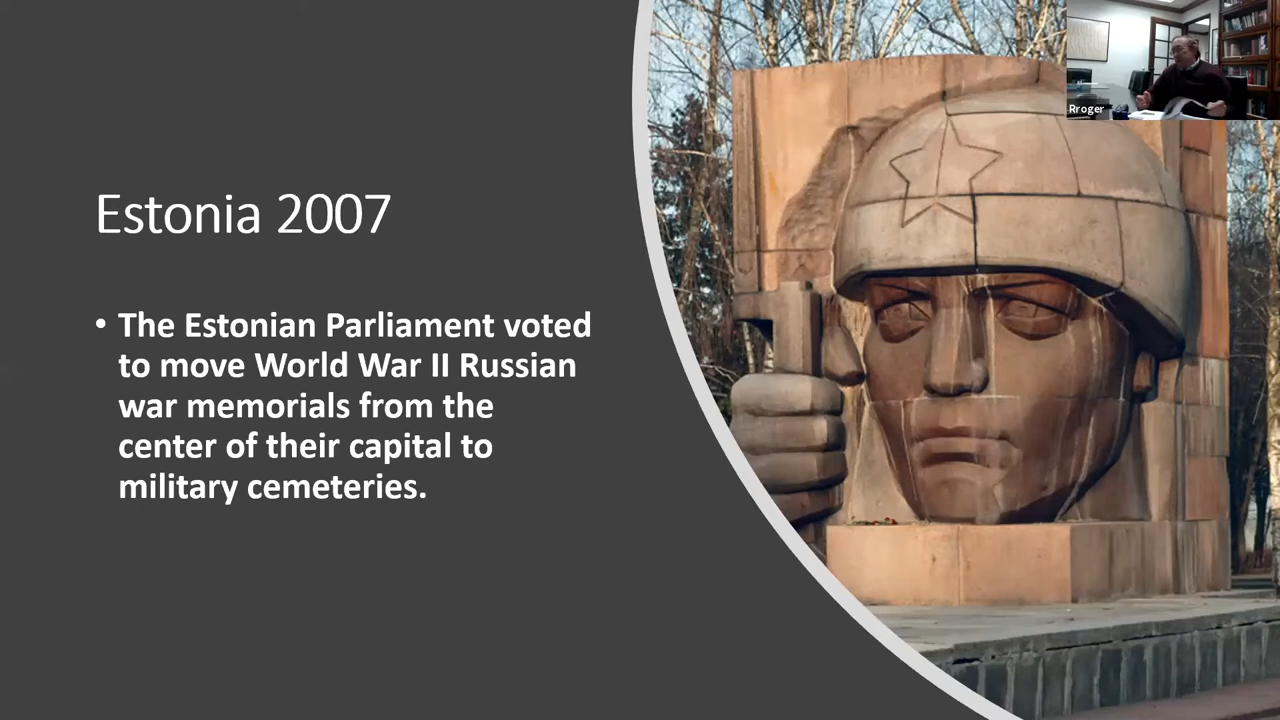 Estonia 2007
• The Estonian Parliament voted
to move World War II Russian
war memorials from the
center of their capital to
military cemeteries.
Rroger